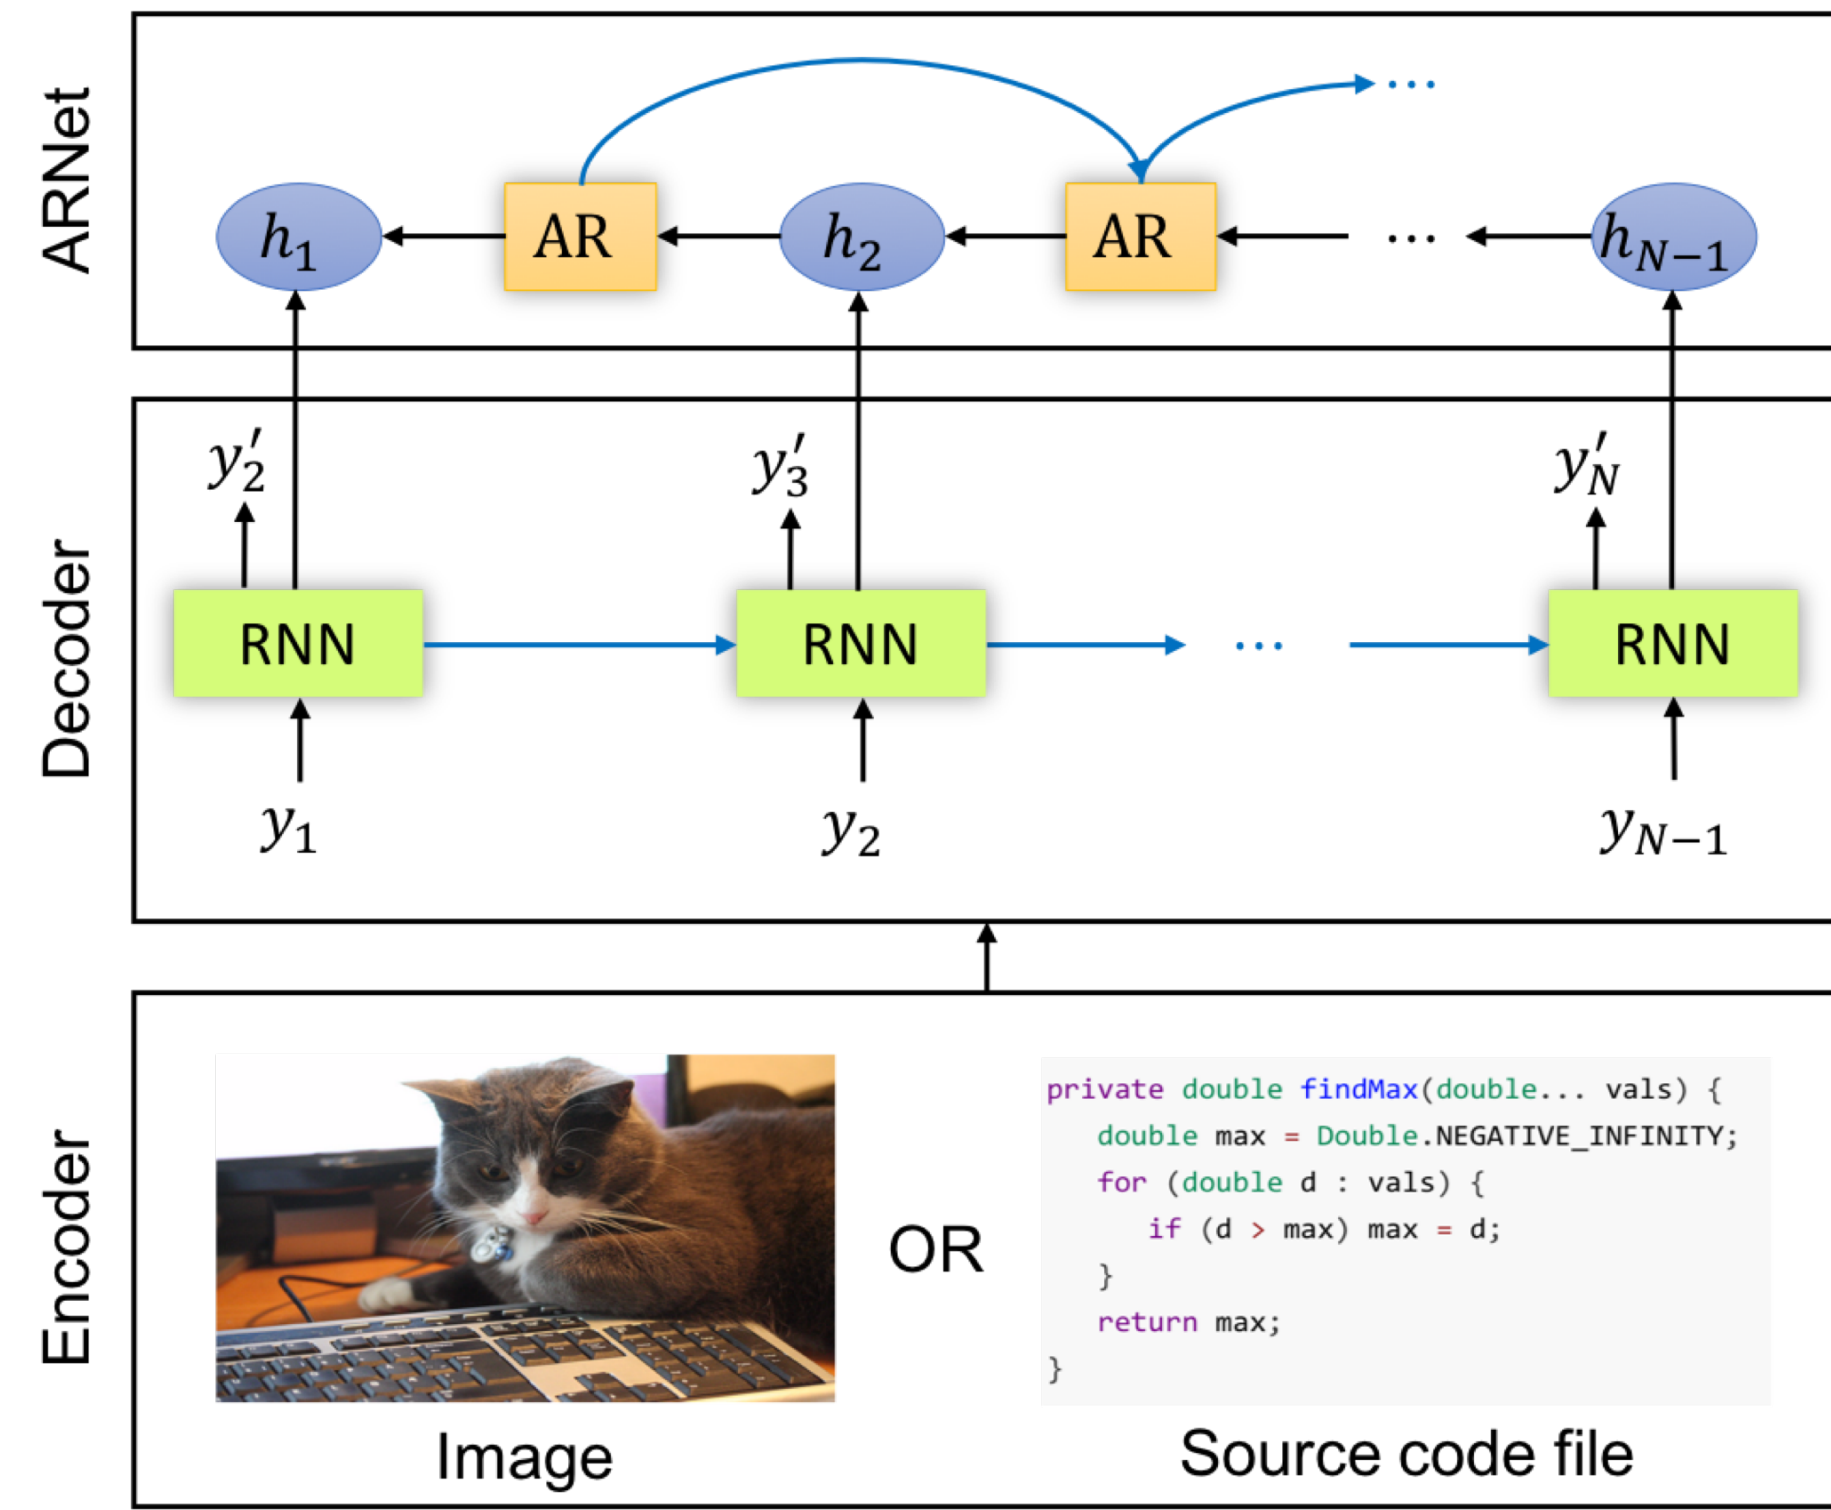 ARNet
...
h₁ AR h₂ AR ... hN−1
Decoder
y′₂ y′₃ y′N
RNN RNN ... RNN
y₁ y₂ yN−1
Encoder
private double findMax(double... vals) {
double max = Double.NEGATIVE_INFINITY;
for (double d : vals) {
if (d > max) max = d;
}
return max;
}
OR
Image
Source code file